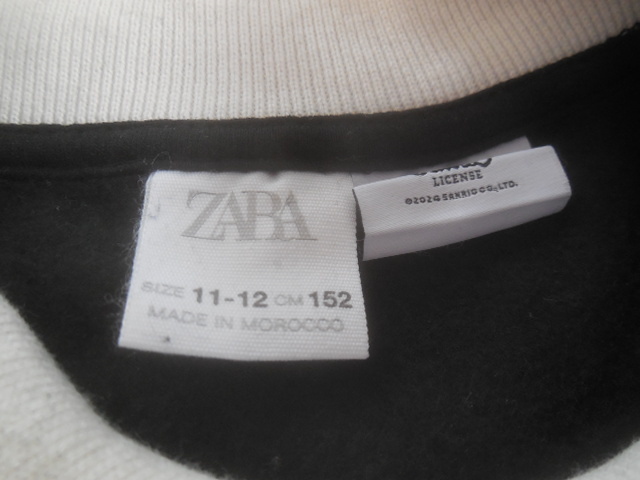 ZARA
SIZE 11-12 CM 152
MADE IN MOROCCO
LICENSE
©2024 SANRIO CO., LTD.